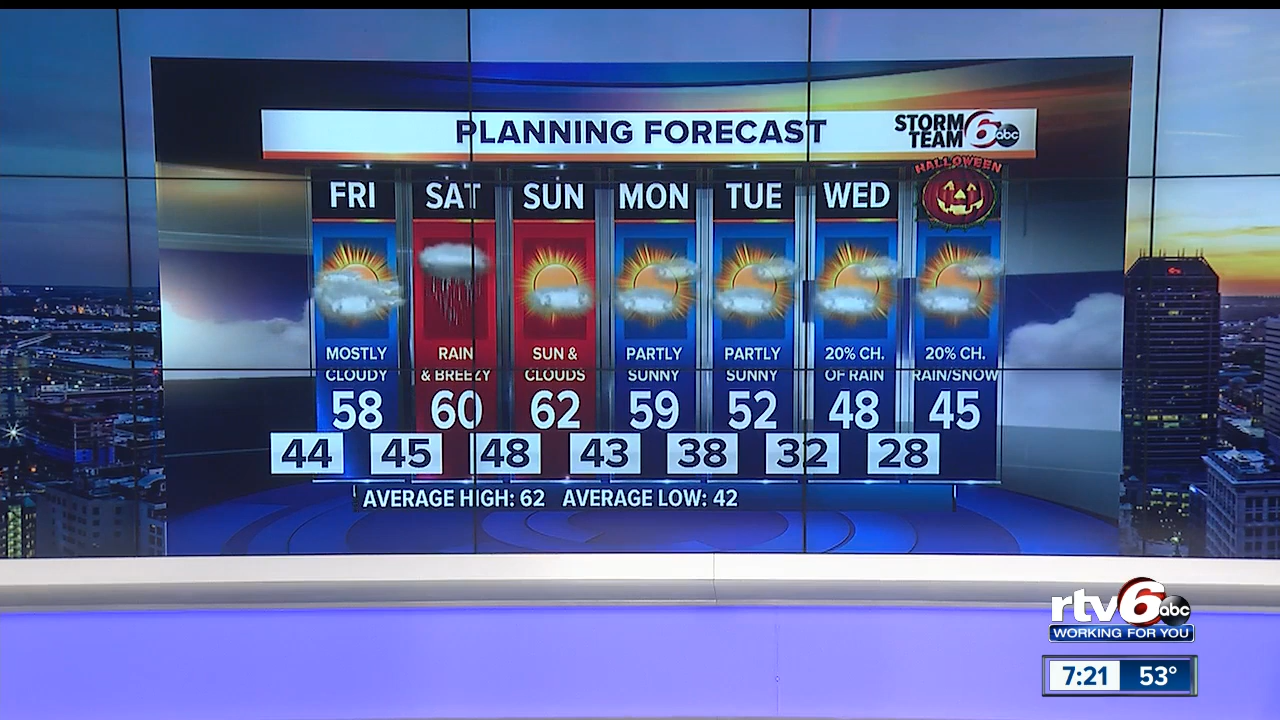 PLANNING FORECAST
STORM TEAM 6 abc
HALLOWEEN
FRI SAT SUN MON TUE WED
MOSTLY CLOUDY
RAIN & BREEZY
SUN & CLOUDS
PARTLY SUNNY
PARTLY SUNNY
20% CH. OF RAIN
20% CH. RAIN/SNOW
58 60 62 59 52 48 45
44 45 48 43 38 32 28
AVERAGE HIGH: 62 AVERAGE LOW: 42
rtv6 abc
WORKING FOR YOU
7:21 53°